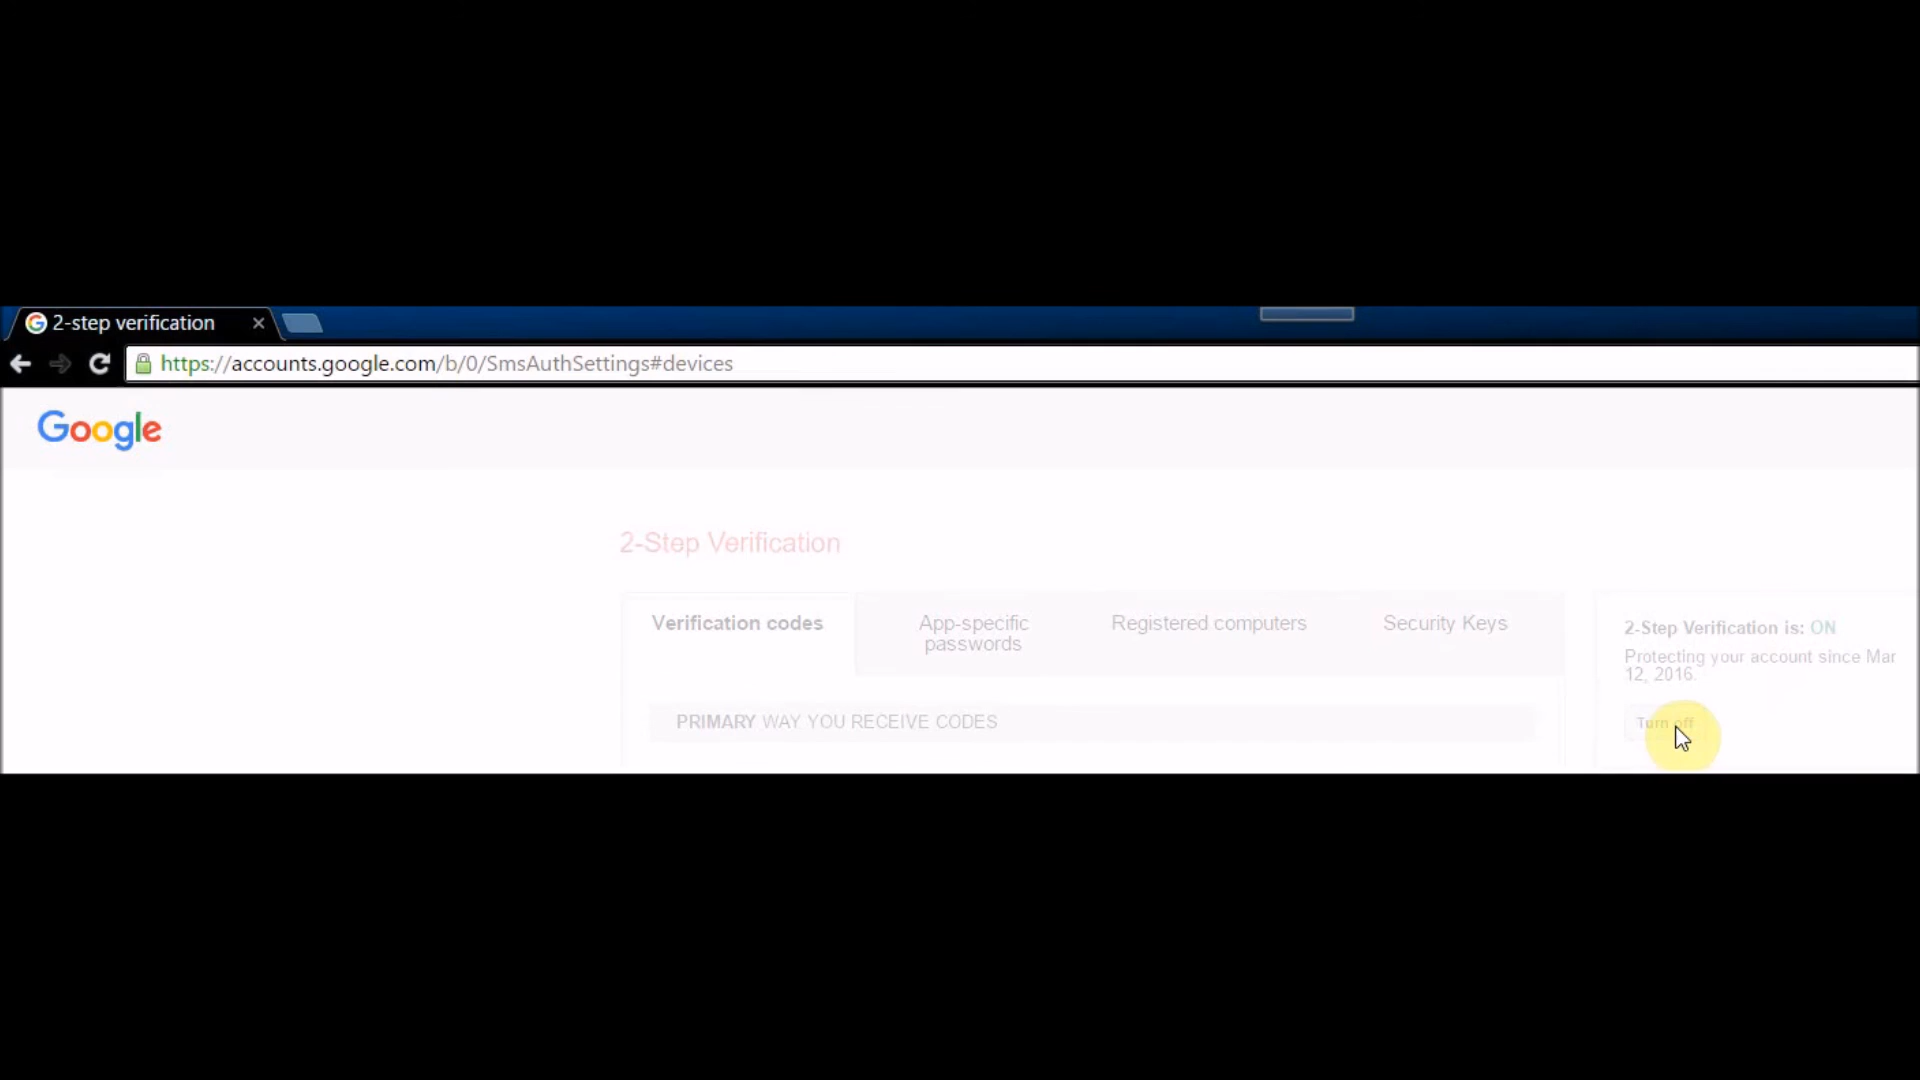 2-step verification
https://accounts.google.com/b/0/SmsAuthSettings#devices
Google
2-Step Verification
Verification codes
App-specific
passwords
Registered computers
Security Keys
2-Step Verification is: ON
Protecting your account since Mar
12, 2016.
PRIMARY WAY YOU RECEIVE CODES
Turn off